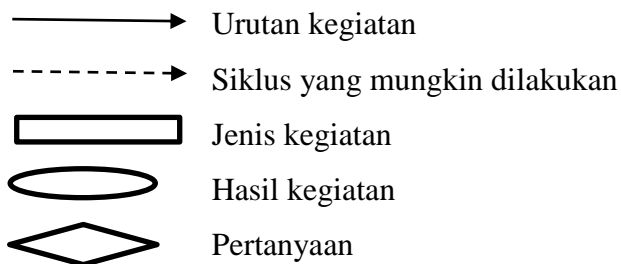 Urutan kegiatan
Siklus yang mungkin dilakukan
Jenis kegiatan
Hasil kegiatan
Pertanyaan